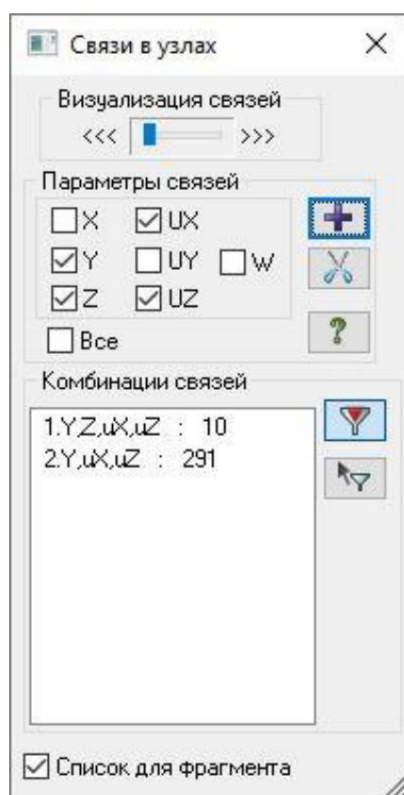 Связи в узлах
Визуализация связей
<<< >>>
Параметры связей
X UX
Y UY W
Z UZ
Все
Комбинации связей
1.Y,Z,uX,uZ : 10
2.Y,uX,uZ : 291
Список для фрагмента